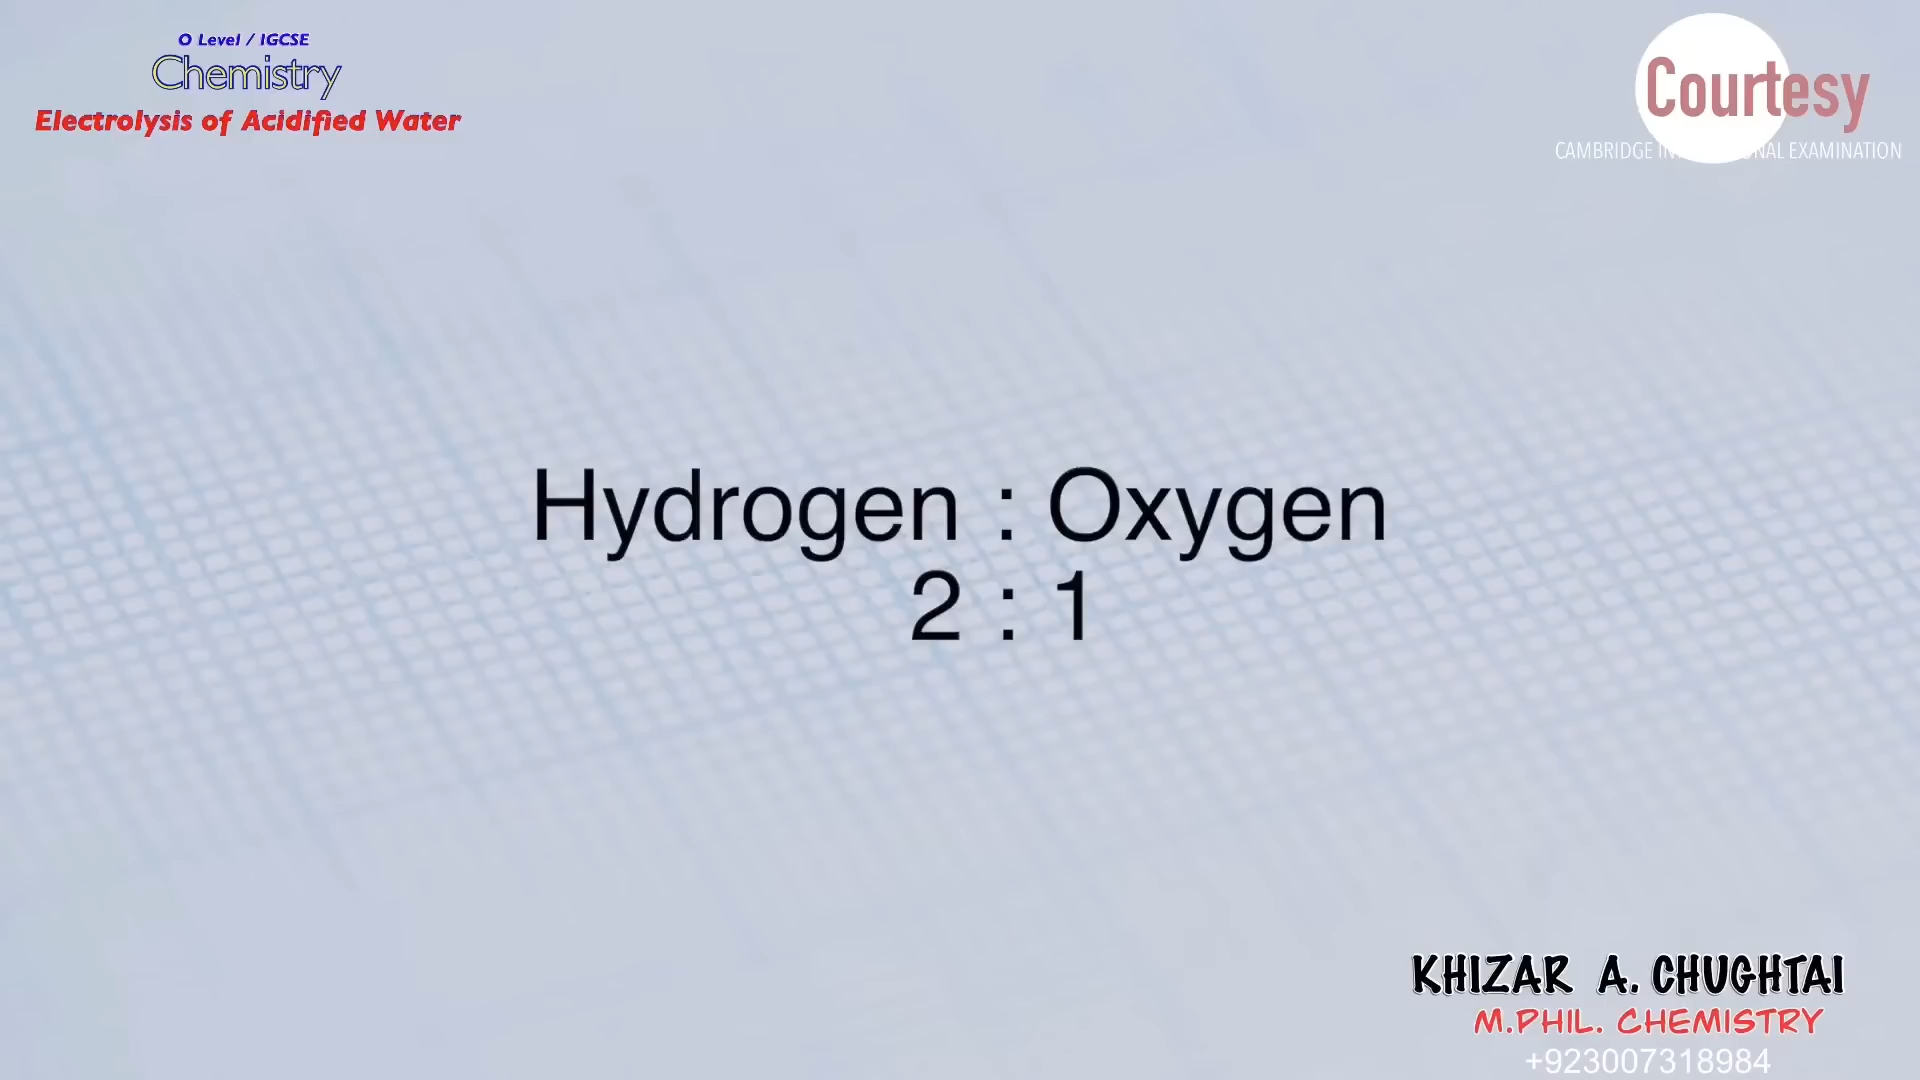 O Level / IGCSE
Chemistry
Electrolysis of Acidified Water
Courtesy
CAMBRIDGE IN    ONAL EXAMINATION
Hydrogen : Oxygen
2 : 1
KHIZAR A. CHUGHTAI
M.PHIL. CHEMISTRY
+923007318984